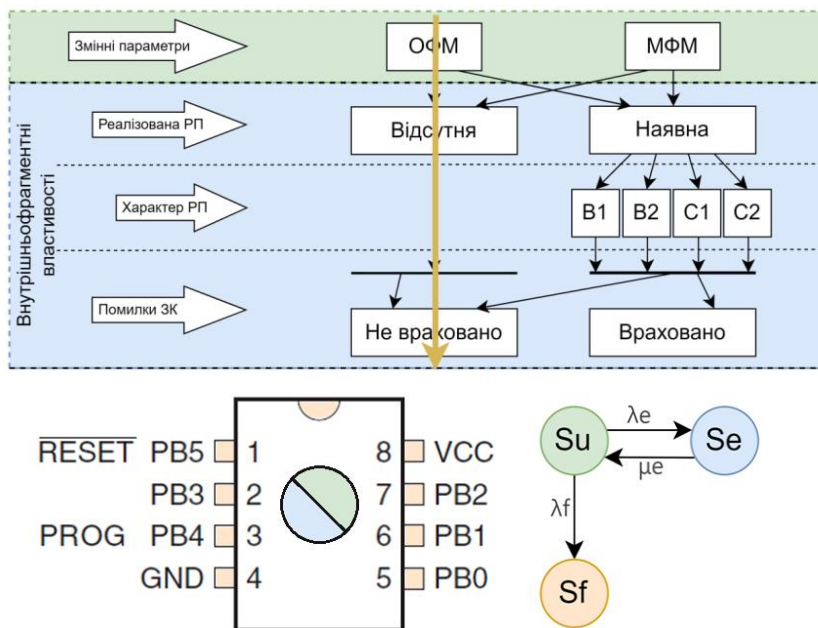 Змінні параметри
ОФМ
МФМ
Внутрішньофрагментні
властивості
Реалізована РП
Відсутня
Наявна
Характер РП
B1
B2
C1
C2
Помилки ЗК
Не враховано
Враховано
RESET PB5 1
8 VCC
PB3 2
7 PB2
PROG PB4 3
6 PB1
GND 4
5 PB0
Su
λe
Se
μe
λf
Sf